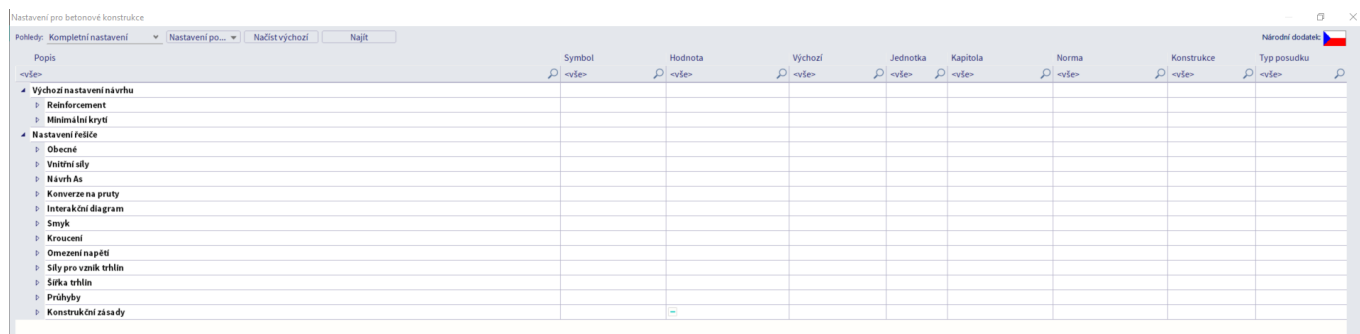 Nastavení pro betonové konstrukce
Pohledy: Kompletní nastavení Nastavení po... Načíst výchozí Najít Národní dodatek:
Popis Symbol Hodnota Výchozí Jednotka Kapitola Norma Konstrukce Typ posudku
<vše> <vše> <vše> <vše> <vše> <vše> <vše> <vše> <vše>
Výchozí nastavení návrhu
Reinforcement
Minimální krytí
Nastavení řešiče
Obecné
Vnitřní síly
Návrh As
Konverze na pruty
Interakční diagram
Smyk
Kroucení
Omezení napětí
Síly pro vznik trhlin
Šířka trhlin
Průhyby
Konstrukční zásady